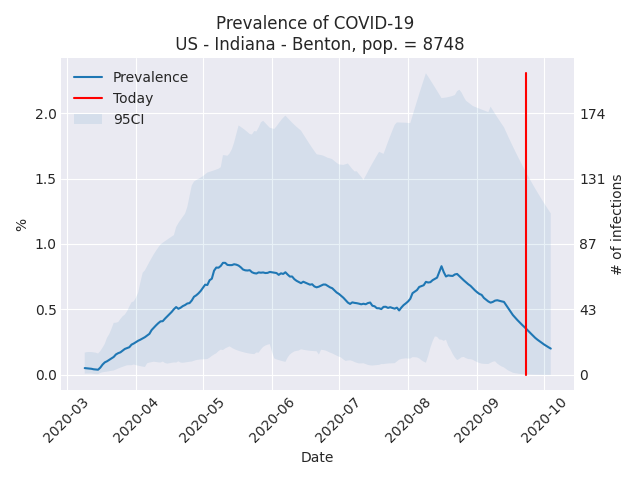 Prevalence of COVID-19
US - Indiana - Benton, pop. = 8748
Prevalence
Today
95CI
2.0
1.5
1.0
0.5
0.0
%
174
131
87
43
0
# of infections
2020-03
2020-04
2020-05
2020-06
2020-07
2020-08
2020-09
2020-10
Date